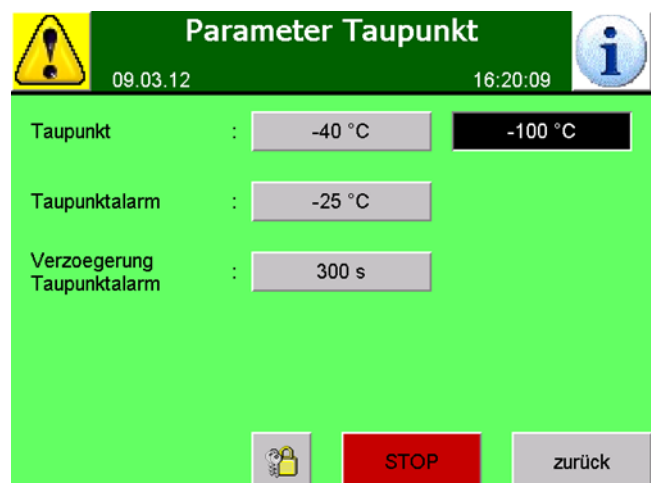 Parameter Taupunkt
09.03.12 16:20:09
Taupunkt : -40 °C -100 °C
Taupunktalarm : -25 °C
Verzoegerung
Taupunktalarm : 300 s
STOP zurück